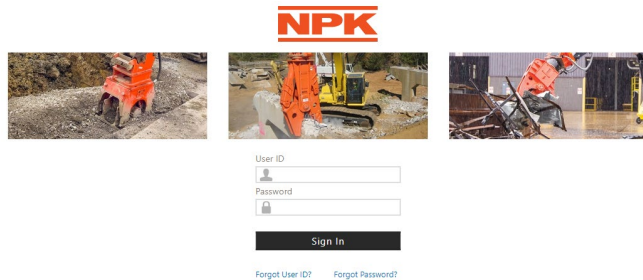 NPK
User ID
Password
Sign In
Forgot User ID? Forgot Password?